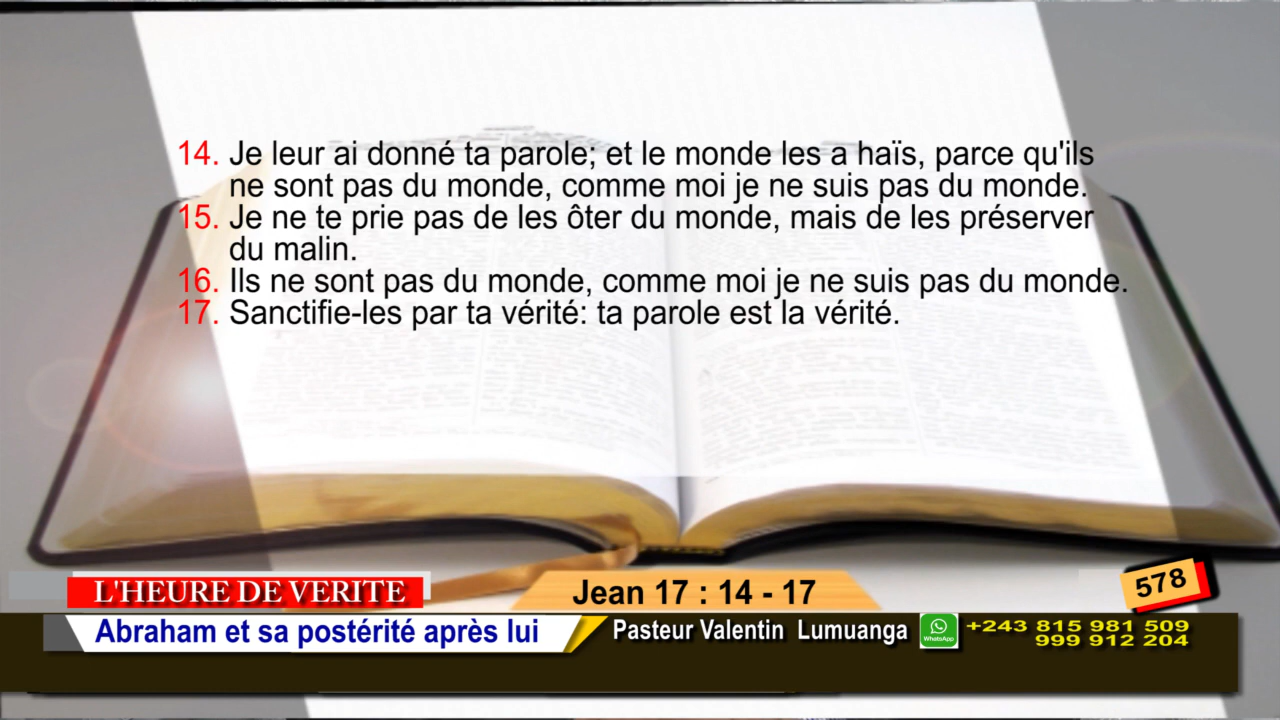 14. Je leur ai donné ta parole; et le monde les a haïs, parce qu'ils
ne sont pas du monde, comme moi je ne suis pas du monde.
15. Je ne te prie pas de les ôter du monde, mais de les préserver
du malin.
16. Ils ne sont pas du monde, comme moi je ne suis pas du monde.
17. Sanctifie-les par ta vérité: ta parole est la vérité.
L'HEURE DE VERITE
Jean 17 : 14 - 17
578
Abraham et sa postérité après lui
Pasteur Valentin Lumuanga
WhatsApp
+243 815 981 509
999 912 204